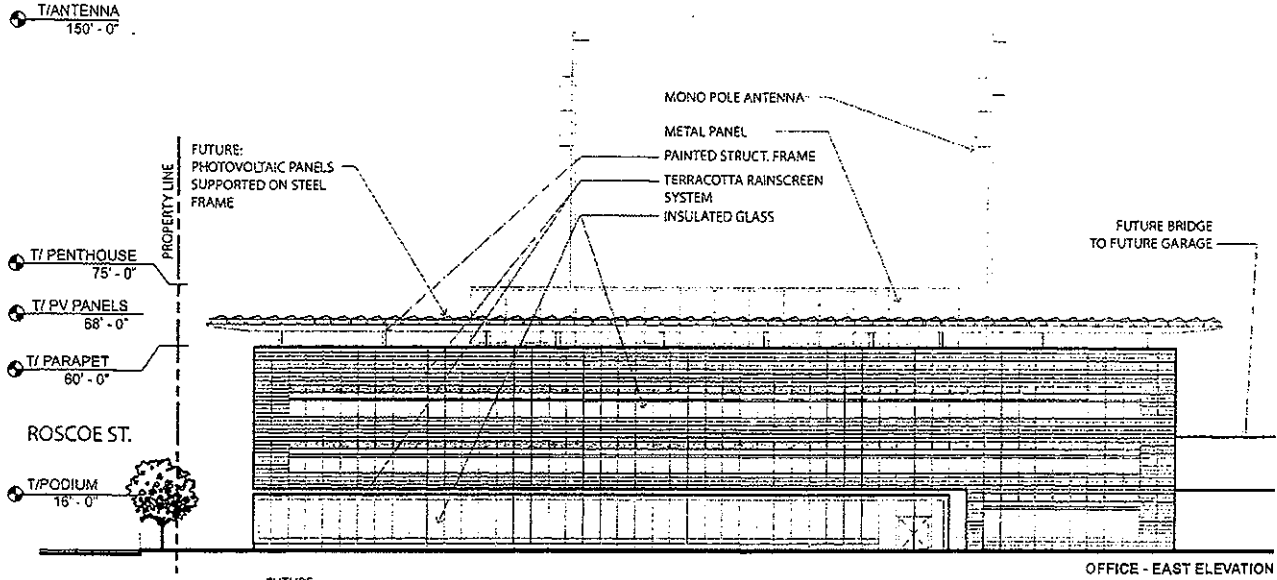 T/ANTENNA
150' - 0"
MONO POLE ANTENNA
METAL PANEL
PAINTED STRUCT. FRAME
TERRACOTTA RAINSCREEN
SYSTEM
INSULATED GLASS
FUTURE:
PHOTOVOLTAIC PANELS
SUPPORTED ON STEEL
FRAME
PROPERTY LINE
FUTURE BRIDGE
TO FUTURE GARAGE
T/ PENTHOUSE
75' - 0"
T/ PV PANELS
68' - 0"
T/ PARAPET
60' - 0"
ROSCOE ST.
T/PODIUM
16' - 0"
OFFICE - EAST ELEVATION
FUTURE